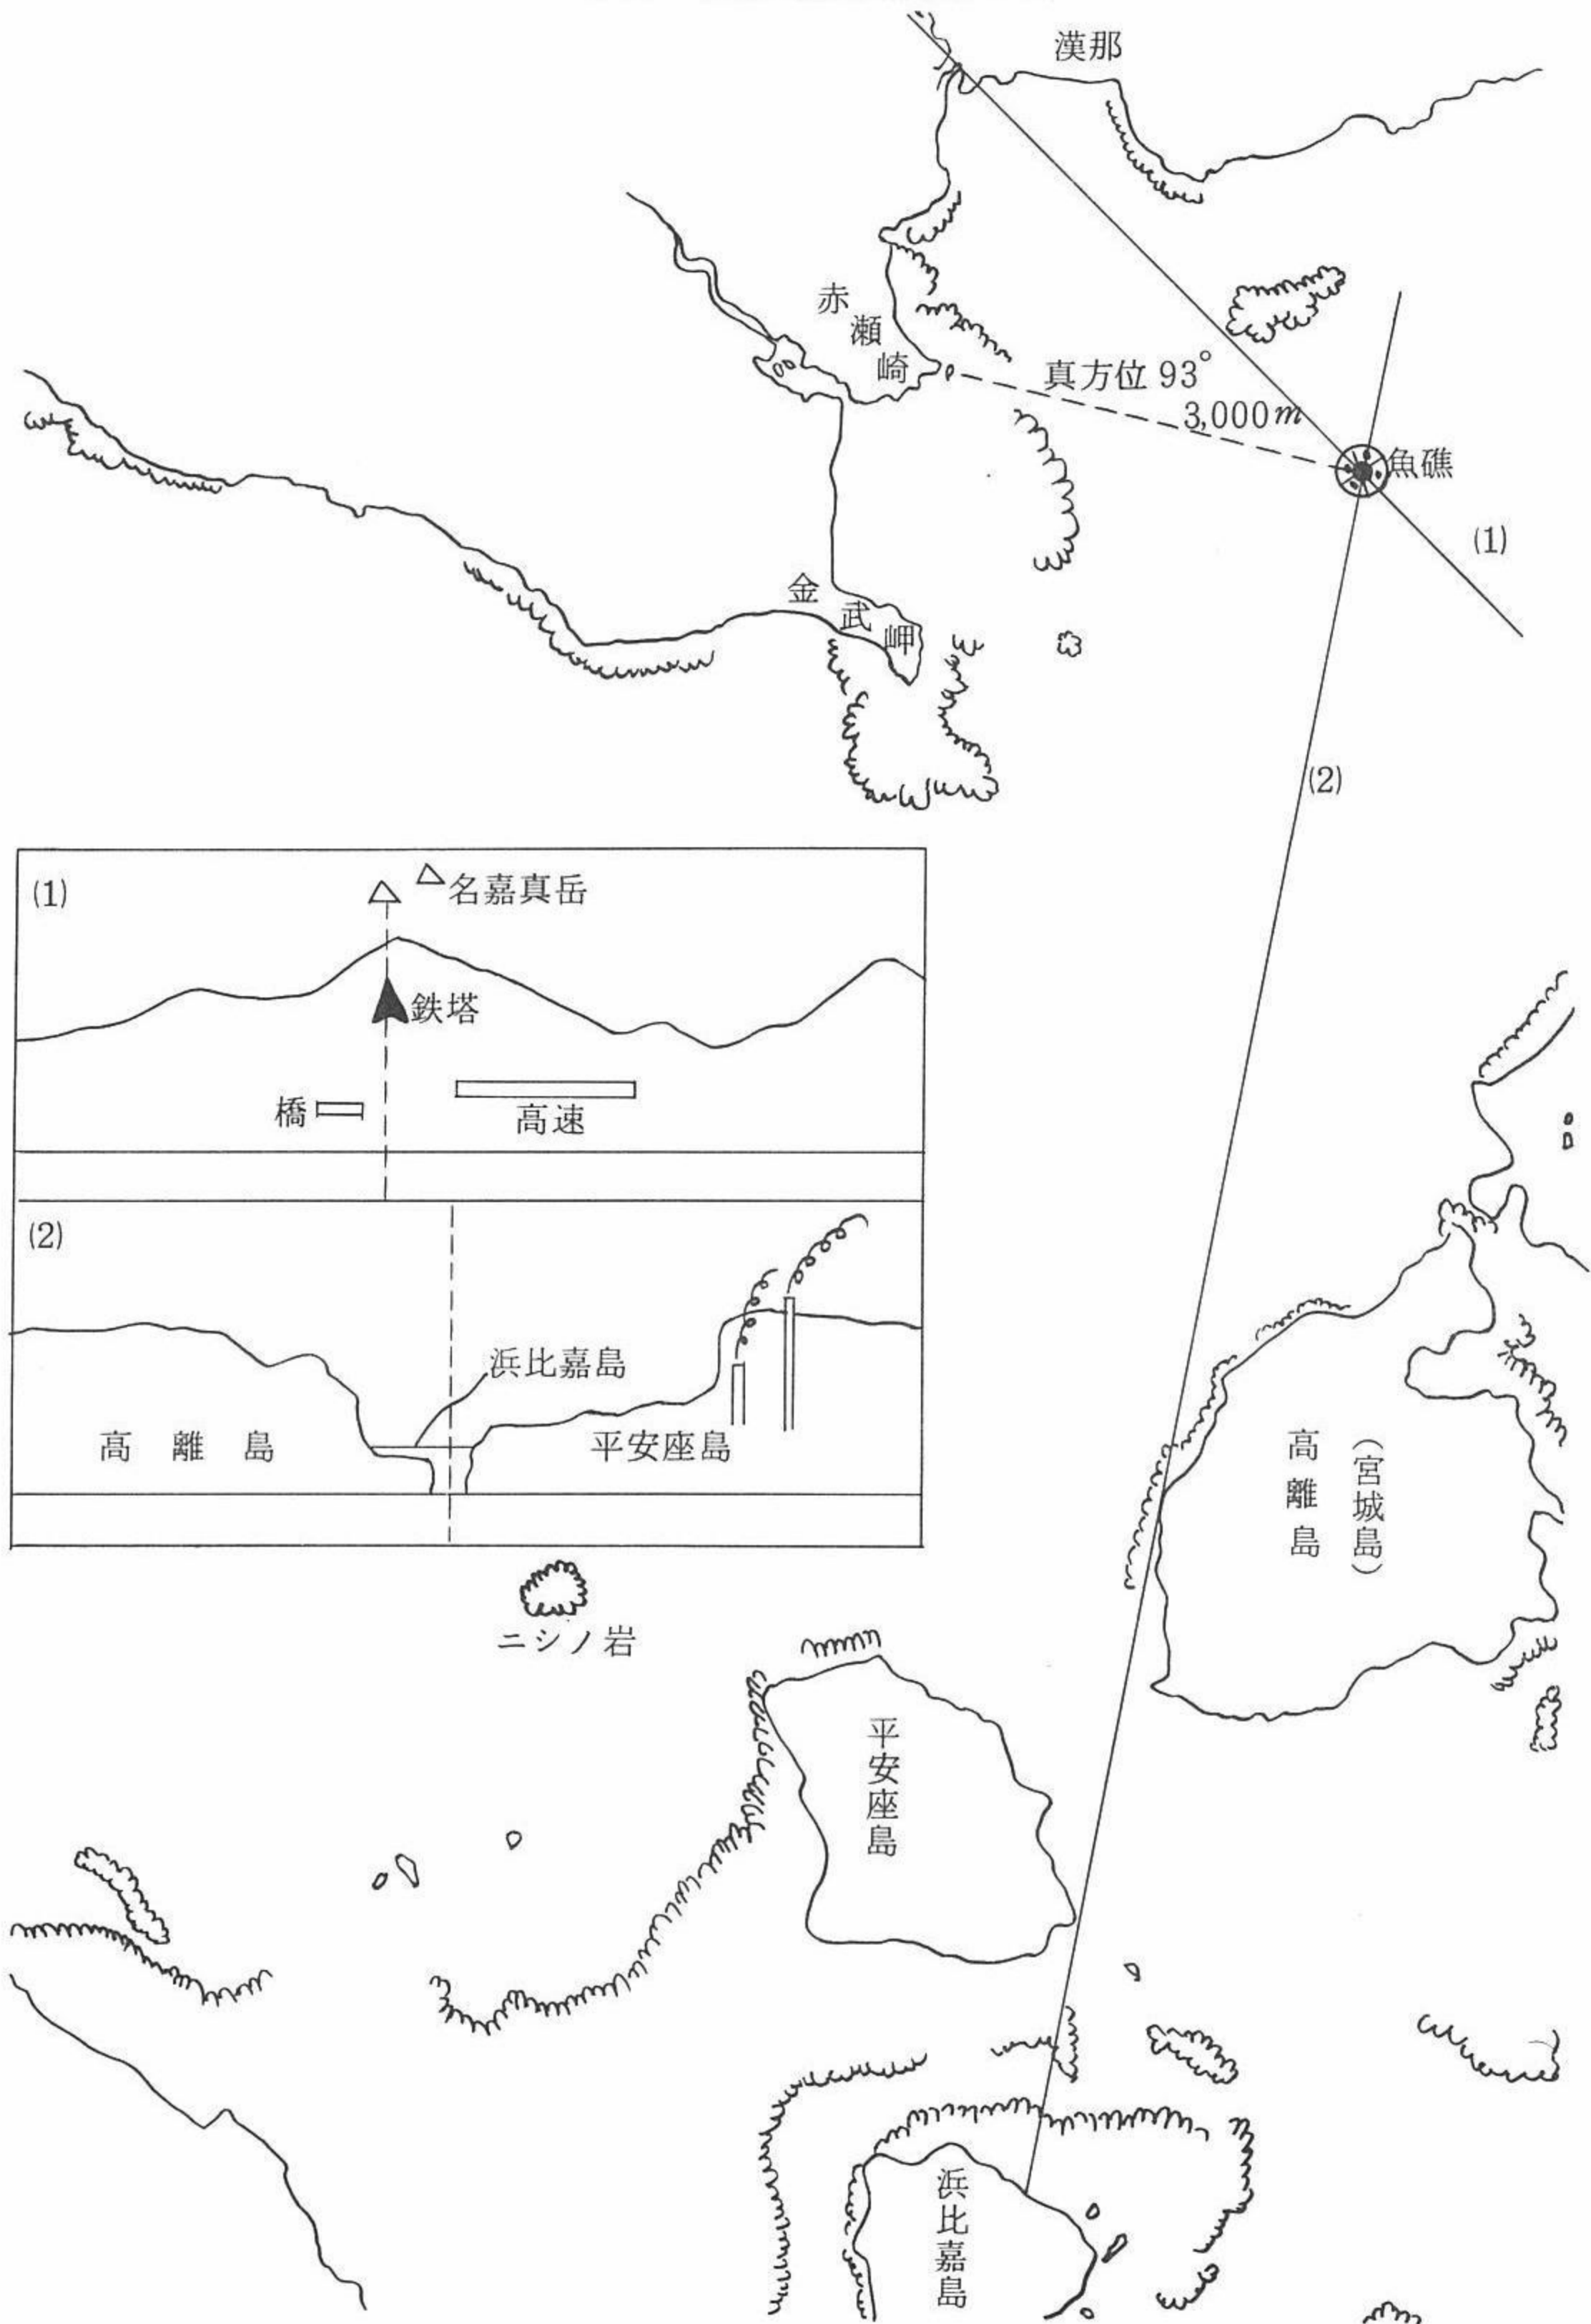 漢那
赤瀬崎
真方位 93°
3,000m
魚礁
(1)
金武岬
(2)
(1)
名嘉真岳
鉄塔
橋
高速
(2)
浜比嘉島
高離島
平安座島
高離島
(宮城島)
ニシノ岩
平安座島
浜比嘉島